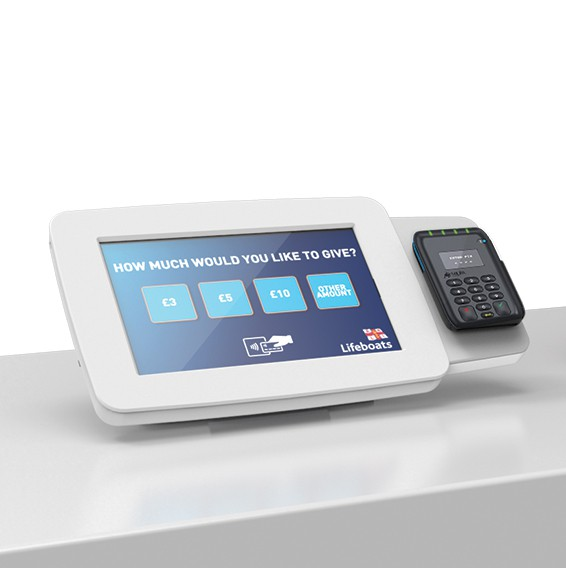 HOW MUCH WOULD YOU LIKE TO GIVE?
£3
£5
£10
OTHER
AMOUNT
Lifeboats